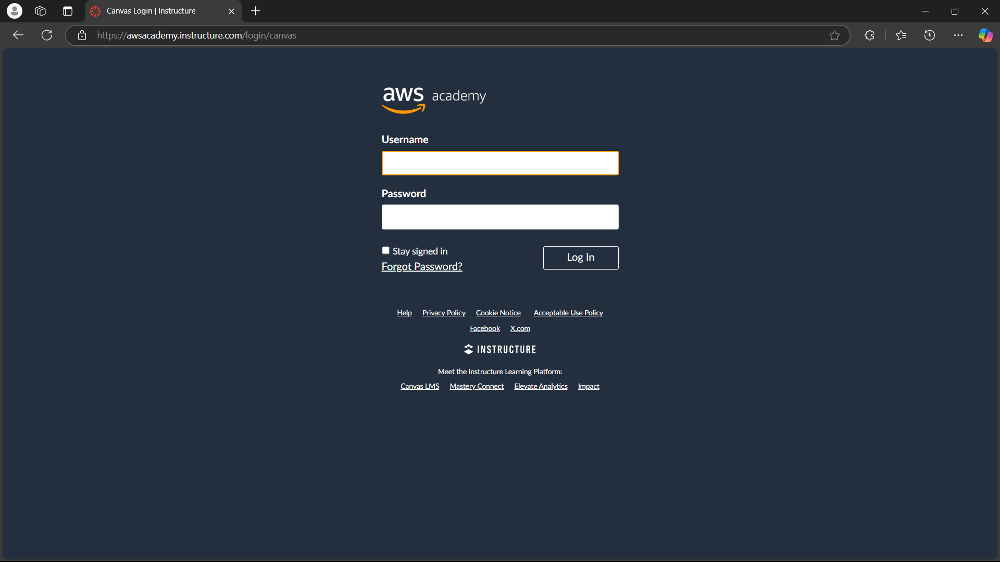 Canvas Login | Instructure
https://awsacademy.instructure.com/login/canvas
aws academy
Username
Password
Stay signed in
Log In
Forgot Password?
Help Privacy Policy Cookie Notice Acceptable Use Policy
Facebook X.com
INSTRUCTURE
Meet the Instructure Learning Platform:
Canvas LMS Mastery Connect Elevate Analytics Impact